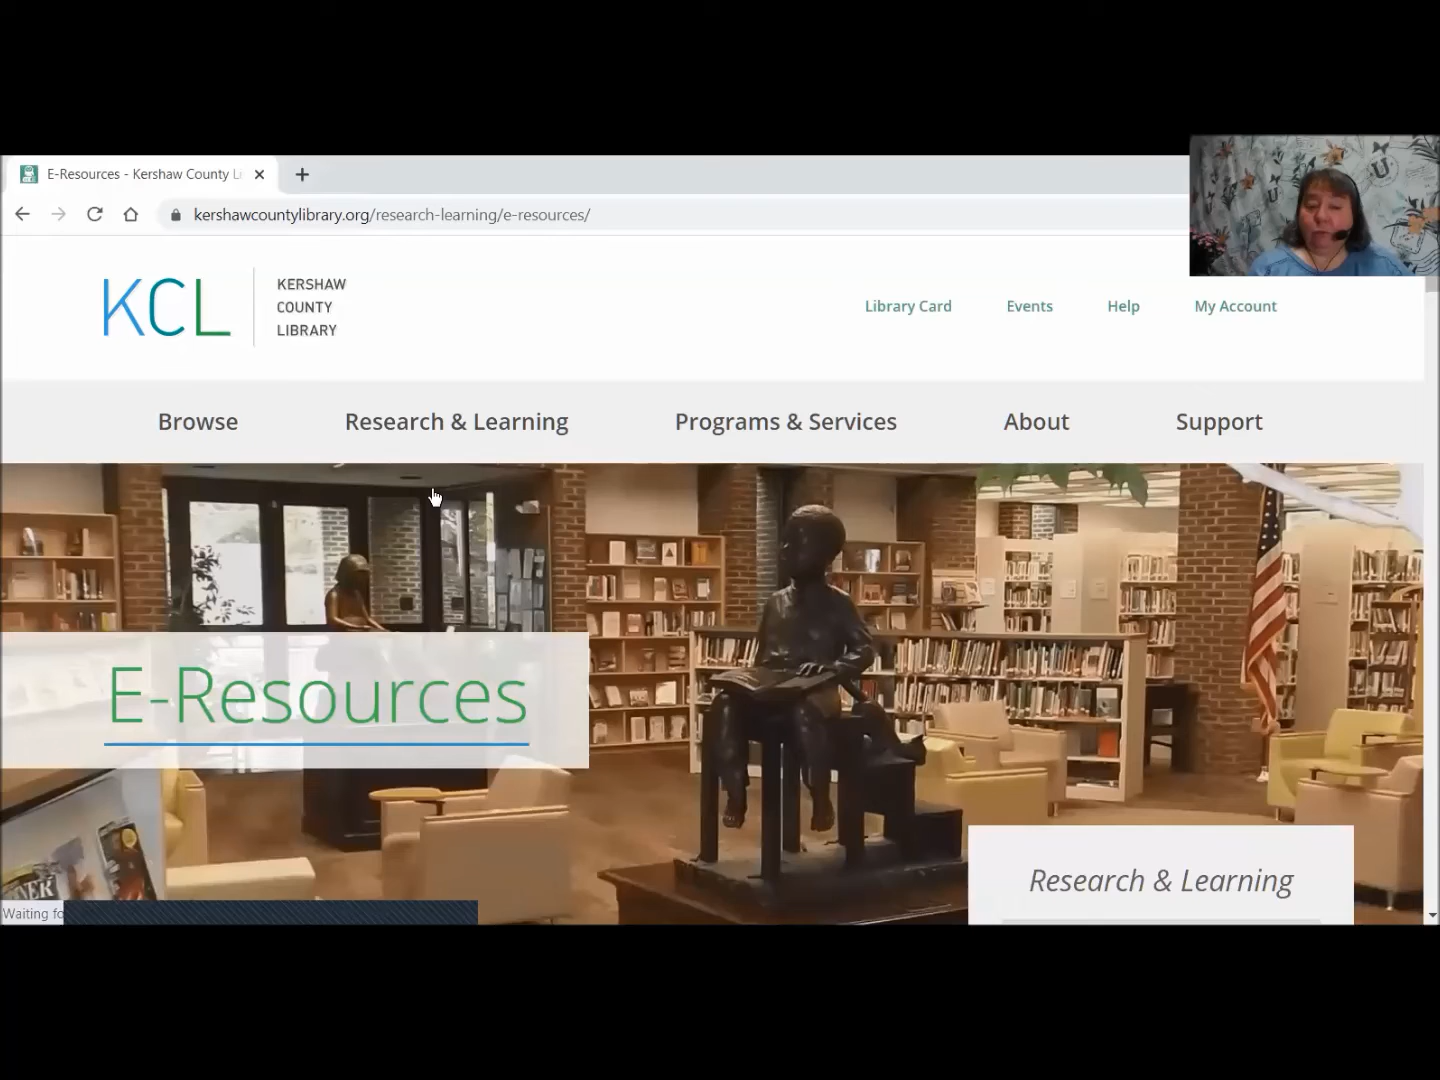 E-Resources - Kershaw County Li
kershawcountylibrary.org/research-learning/e-resources/
KCL
KERSHAW
COUNTY
LIBRARY
Library Card
Events
Help
My Account
Browse
Research & Learning
Programs & Services
About
Support
E-Resources
Research & Learning
Waiting fo